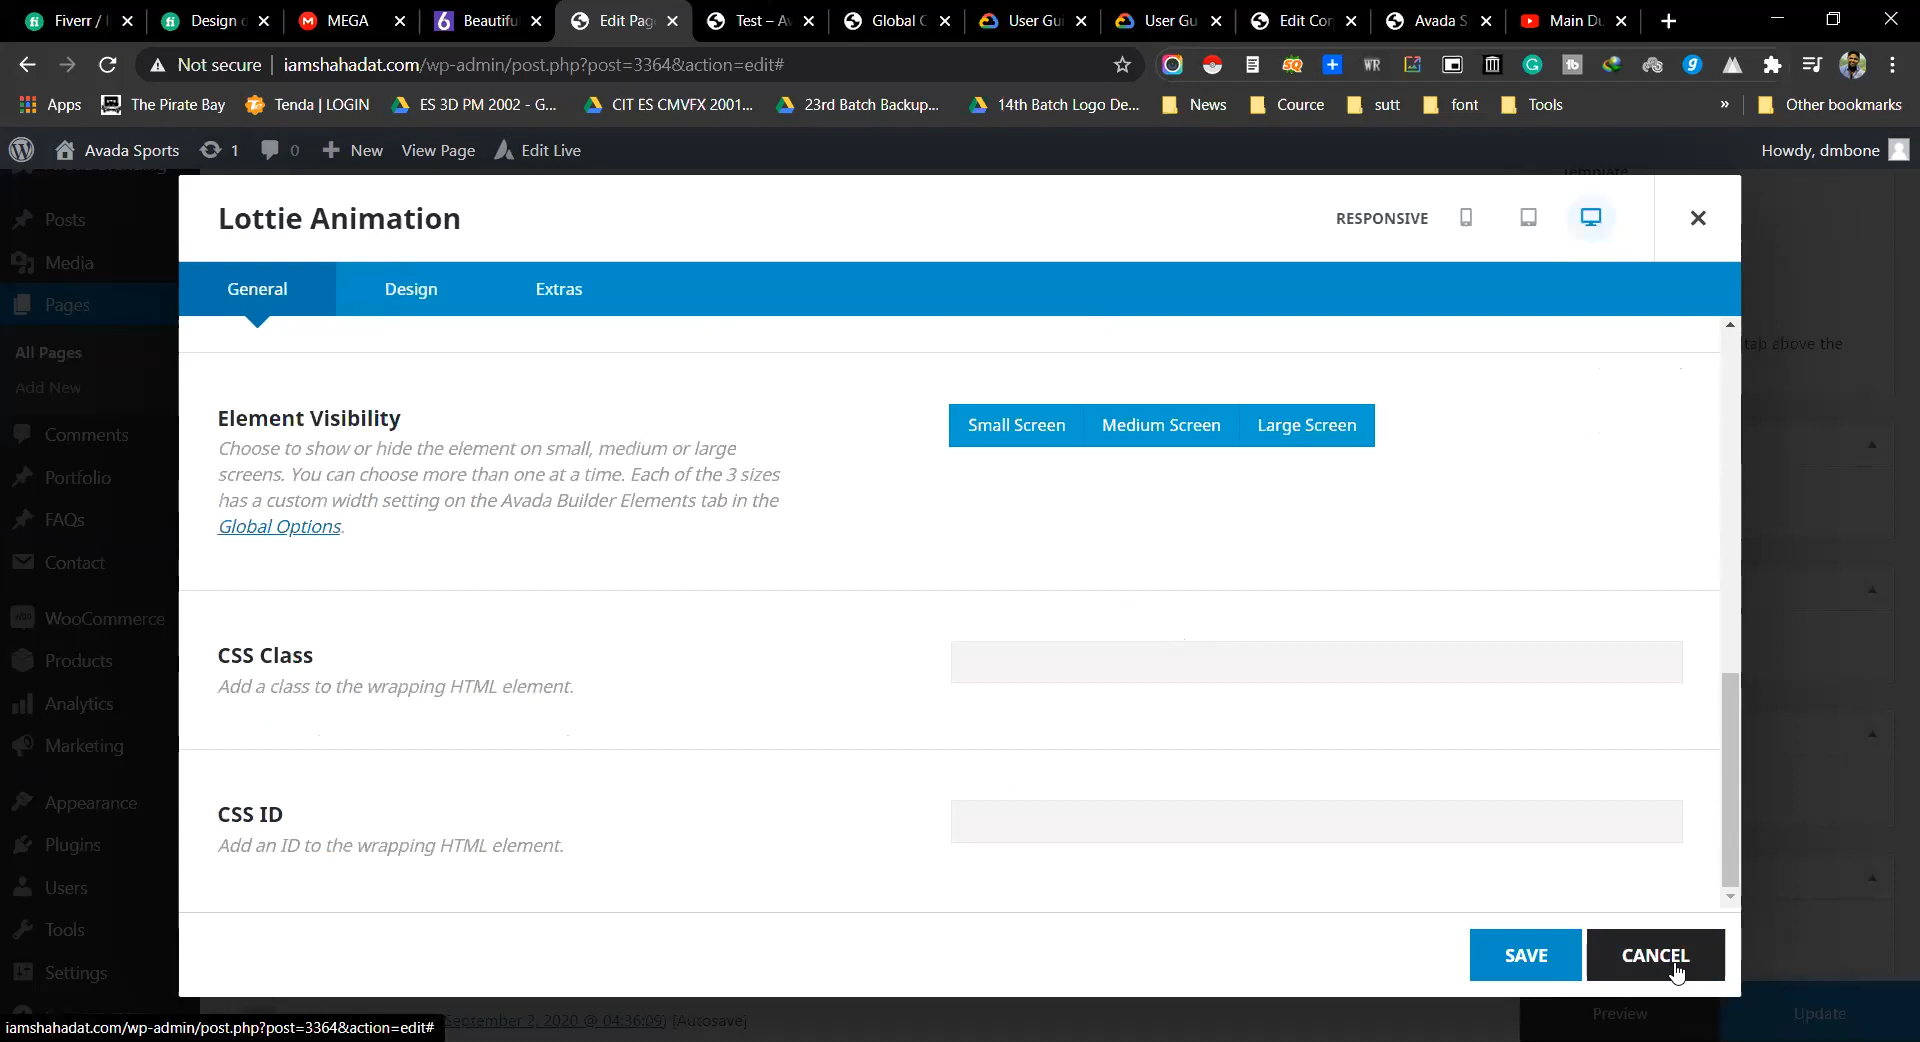 Fiverr /
Design o
MEGA
Beautifu
Edit Pag
Test – A
Global C
User Gu
User Gu
Edit Cor
Avada S
Main Du
Not secure
iamshahadat.com/wp-admin/post.php?post=3364&action=edit#
Apps
The Pirate Bay
Tenda | LOGIN
ES 3D PM 2002 - G...
CIT ES CMVFX 2001...
23rd Batch Backup...
14th Batch Logo De...
News
Cource
sutt
font
Tools
»
Other bookmarks
Avada Sports
1
0
New
View Page
Edit Live
Howdy, dmbone
Posts
Media
Pages
All Pages
Add New
Comments
Portfolio
FAQs
Contact
WooCommerce
Products
Analytics
Marketing
Appearance
Plugins
Users
Tools
Settings
Template
tab above the
Lottie Animation
RESPONSIVE
General
Design
Extras
Element Visibility
Choose to show or hide the element on small, medium or large
screens. You can choose more than one at a time. Each of the 3 sizes
has a custom width setting on the Avada Builder Elements tab in the
Global Options.
Small Screen
Medium Screen
Large Screen
CSS Class
Add a class to the wrapping HTML element.
CSS ID
Add an ID to the wrapping HTML element.
SAVE
CANCEL
Preview
Update
iamshahadat.com/wp-admin/post.php?post=3364&action=edit#
September 2, 2020 @ 04:36:09) (Autosave)